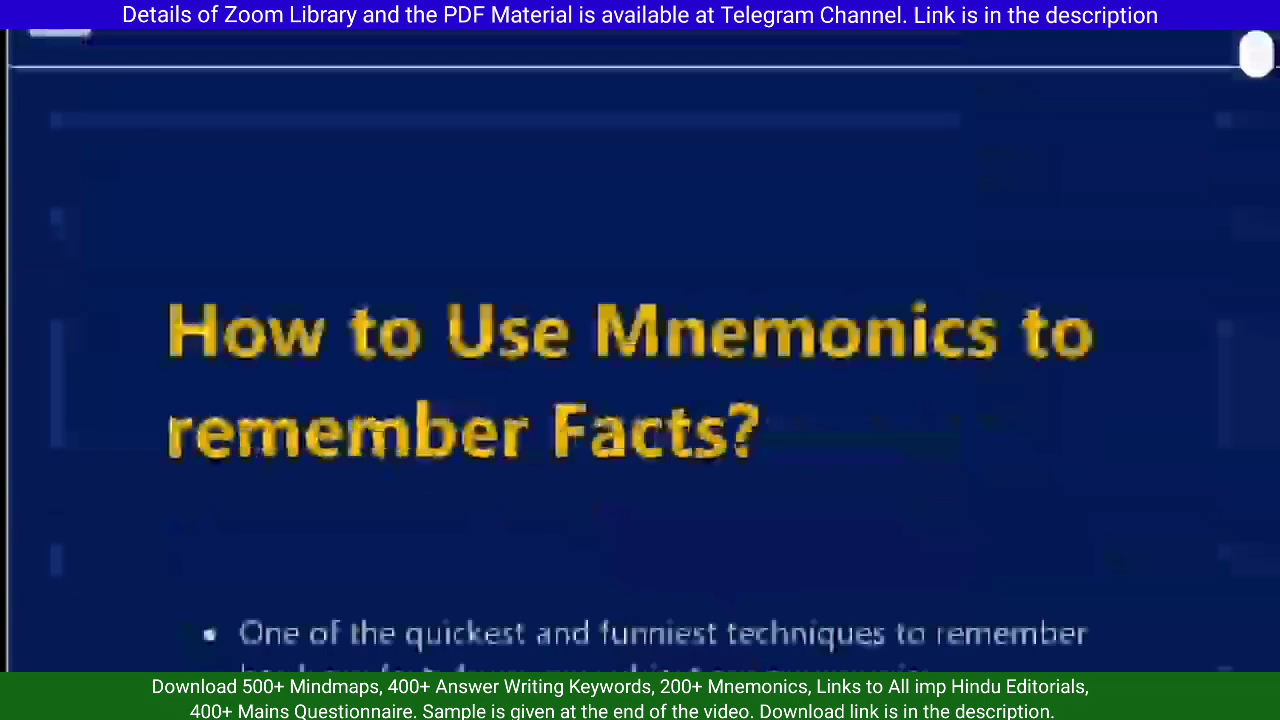 Details of Zoom Library and the PDF Material is available at Telegram Channel. Link is in the description
How to Use Mnemonics to
remember Facts?
• One of the quickest and funniest techniques to remember
Download 500+ Mindmaps, 400+ Answer Writing Keywords, 200+ Mnemonics, Links to All imp Hindu Editorials,
400+ Mains Questionnaire. Sample is given at the end of the video. Download link is in the description.